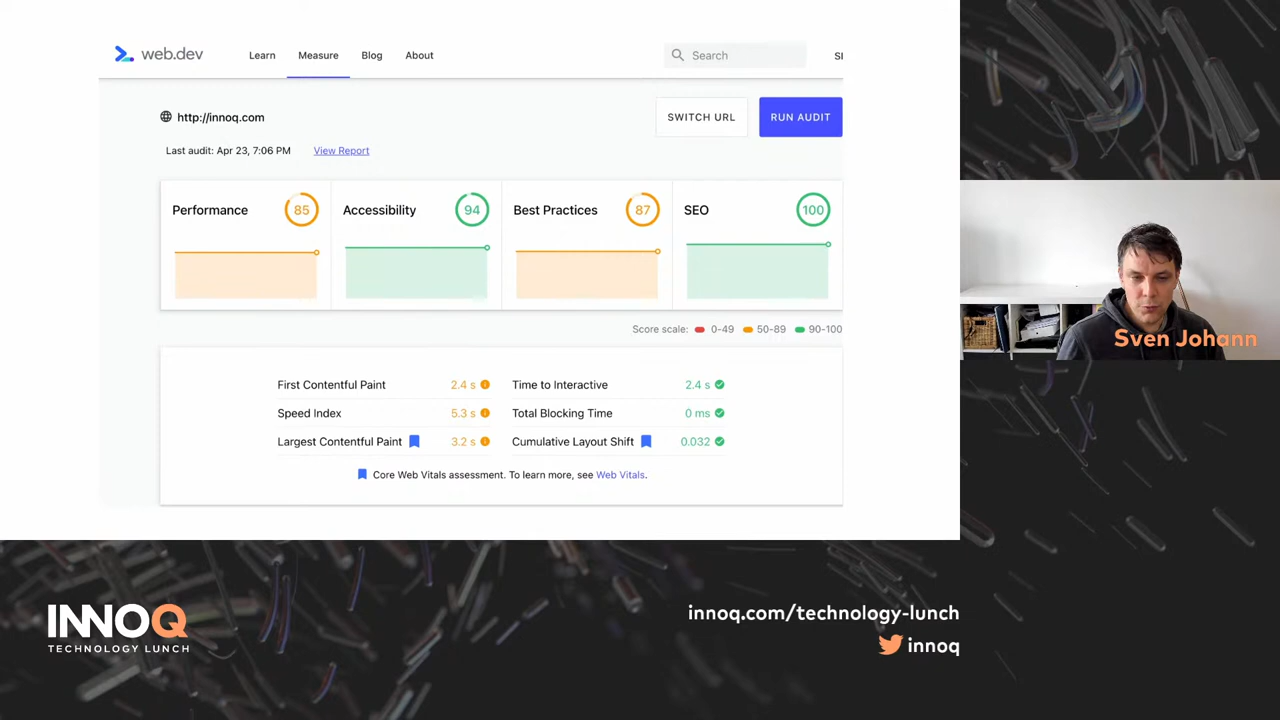 web.dev
Learn Measure Blog About
Search
SI
http://innoq.com
SWITCH URL
RUN AUDIT
Last audit: Apr 23, 7:06 PM View Report
Performance 85
Accessibility 94
Best Practices 87
SEO 100
Score scale: 0-49 50-89 90-100
First Contentful Paint 2.4 s
Time to Interactive 2.4 s
Speed Index 5.3 s
Total Blocking Time 0 ms
Largest Contentful Paint 3.2 s
Cumulative Layout Shift 0.032
Core Web Vitals assessment. To learn more, see Web Vitals.
Sven Johann
INNOQ
TECHNOLOGY LUNCH
innoq.com/technology-lunch
innoq